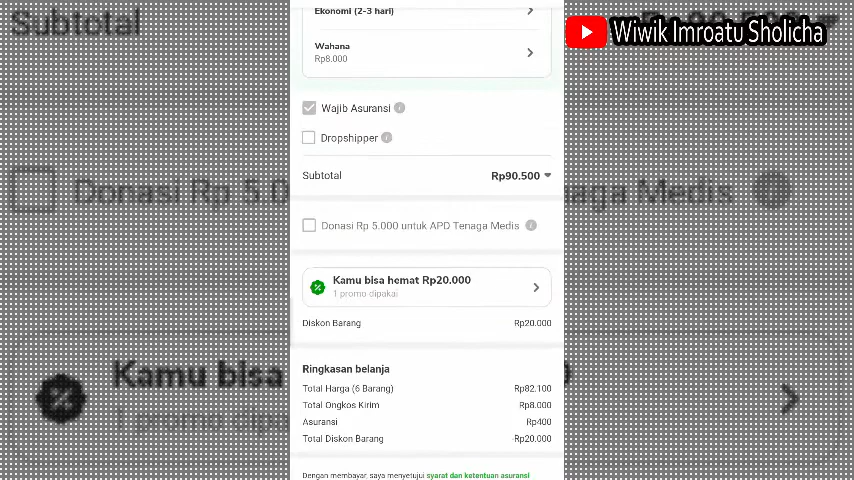 Ekonomi (2-3 hari)
Wahana
Rp8.000
Wajib Asuransi
Dropshipper
Subtotal Rp90.500
Donasi Rp 5.000 untuk APD Tenaga Medis
Kamu bisa hemat Rp20.000
1 promo dipakai
Diskon Barang Rp20.000
Ringkasan belanja
Total Harga (6 Barang) Rp82.100
Total Ongkos Kirim Rp8.000
Asuransi Rp400
Total Diskon Barang -Rp20.000
Dengan membayar, saya menyetujui syarat dan ketentuan asuransi
Wiwik Imroatu Sholicha
Subtotal
Donasi Rp 5.0
naga Medis
Kamu bisa
1 promo dipa